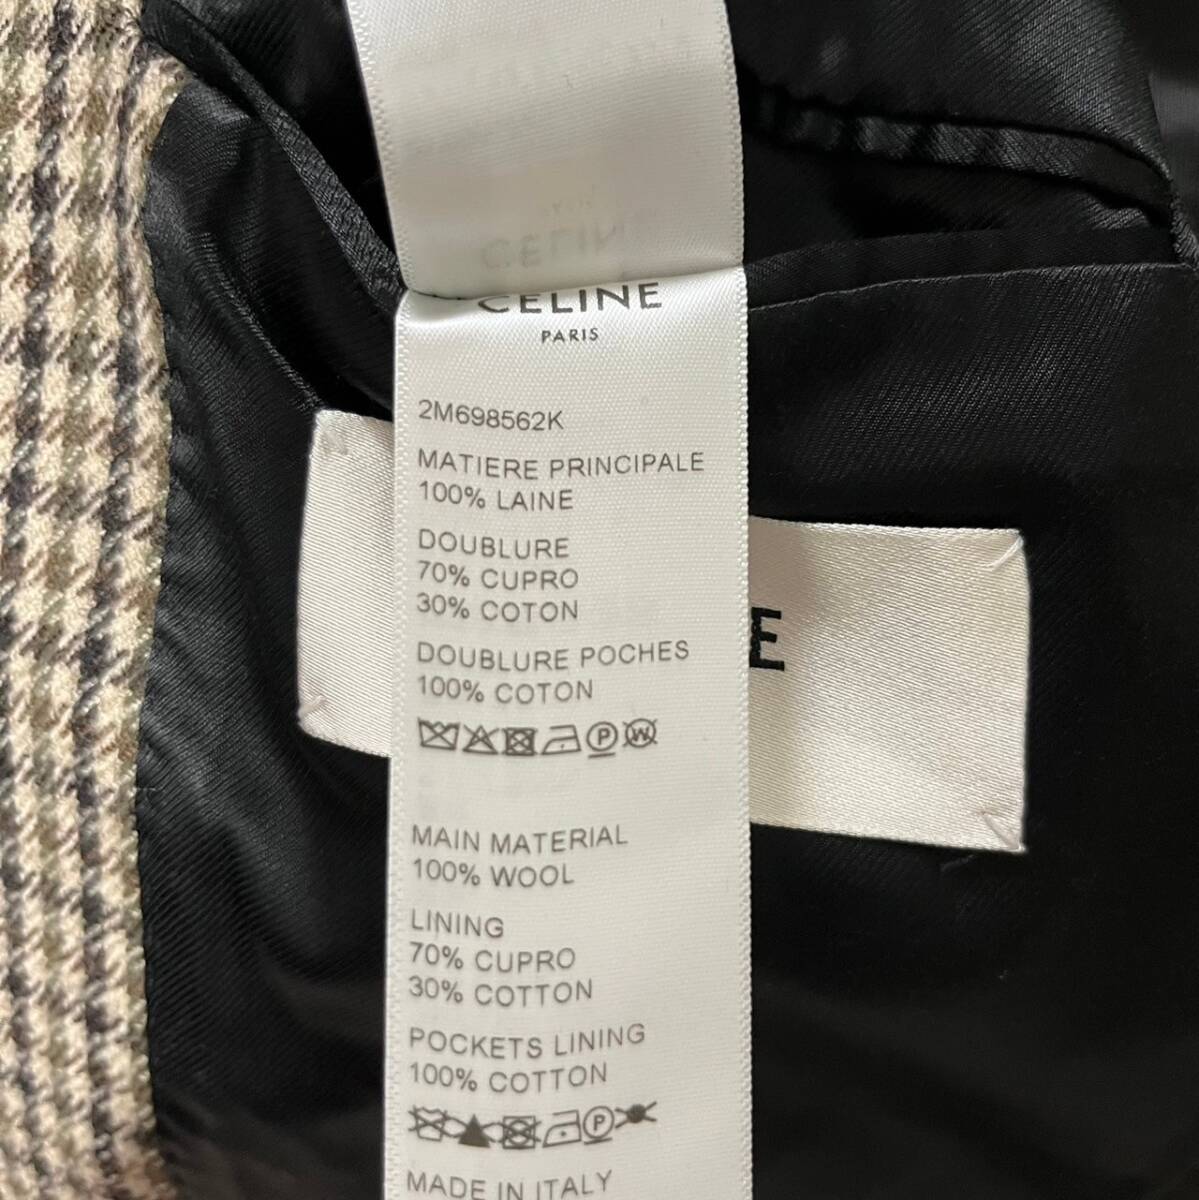 CELINE
PARIS
2M698562K
MATIERE PRINCIPALE
100% LAINE
DOUBLURE
70% CUPRO
30% COTON
DOUBLURE POCHES
100% COTON
P W
MAIN MATERIAL
100% WOOL
LINING
70% CUPRO
30% COTTON
POCKETS LINING
100% COTTON
P
MADE IN ITALY
E